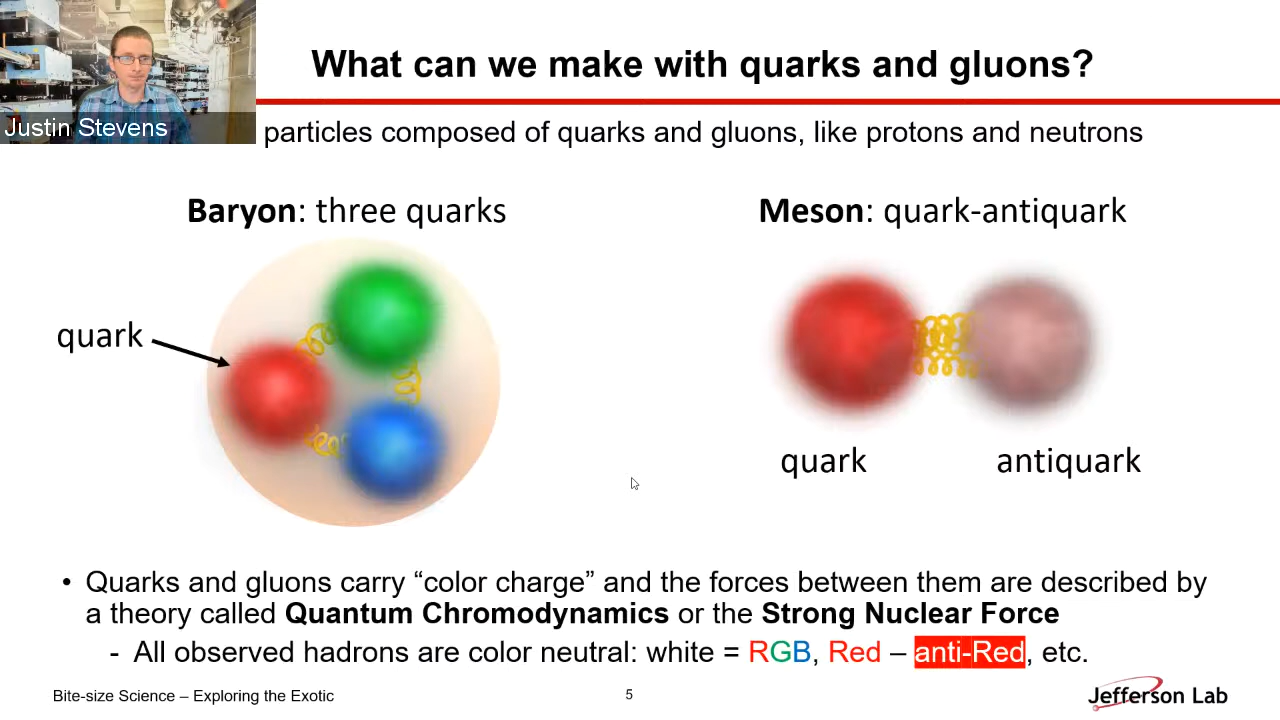 What can we make with quarks and gluons?
Justin Stevens
particles composed of quarks and gluons, like protons and neutrons
Baryon: three quarks
Meson: quark-antiquark
quark
quark
antiquark
• Quarks and gluons carry “color charge” and the forces between them are described by
a theory called Quantum Chromodynamics or the Strong Nuclear Force
- All observed hadrons are color neutral: white = RGB, Red – anti-Red, etc.
Bite-size Science – Exploring the Exotic
5
Jefferson Lab